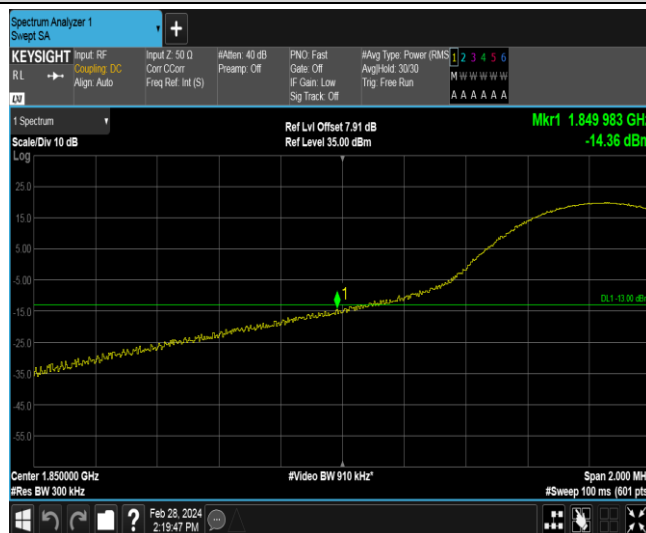 Spectrum Analyzer 1
Swept SA
KEYSIGHT
RL
LXI
Input: RF
Coupling: DC
Align: Auto
Input Z: 50 Ω
Corr CCorr
Freq Ref: Int (S)
#Atten: 40 dB
Preamp: Off
PNO: Fast
Gate: Off
IF Gain: Low
Sig Track: Off
#Avg Type: Power (RMS
Avg|Hold: 30/30
Trig: Free Run
1 2 3 4 5 6
M W W W W W
A A A A A A
1 Spectrum
Scale/Div 10 dB
Log
Ref Lvl Offset 7.91 dB
Ref Level 35.00 dBm
Mkr1 1.849 983 GHz
-14.36 dBm
25.0
15.0
5.00
-5.00
-15.0
-25.0
-35.0
-45.0
-55.0
1
DL1 -13.00 dBm
Center 1.850000 GHz
#Res BW 300 kHz
#Video BW 910 kHz*
Span 2.000 MH
#Sweep 100 ms (601 pts
Feb 28, 2024
2:19:47 PM